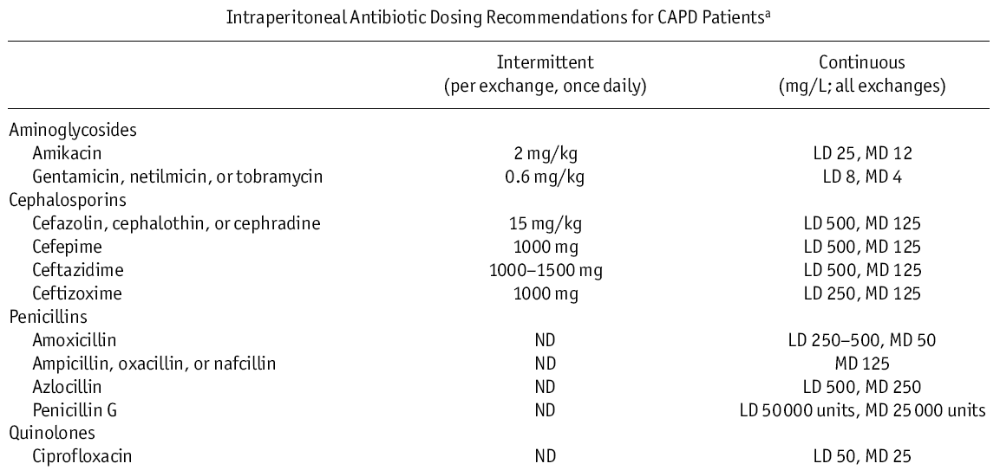 Intraperitoneal Antibiotic Dosing Recommendations for CAPD Patientsa
Intermittent Continuous
(per exchange, once daily) (mg/L; all exchanges)
Aminoglycosides
Amikacin 2 mg/kg LD 25, MD 12
Gentamicin, netilmicin, or tobramycin 0.6 mg/kg LD 8, MD 4
Cephalosporins
Cefazolin, cephalothin, or cephradine 15 mg/kg LD 500, MD 125
Cefepime 1000 mg LD 500, MD 125
Ceftazidime 1000–1500 mg LD 500, MD 125
Ceftizoxime 1000 mg LD 250, MD 125
Penicillins
Amoxicillin ND LD 250–500, MD 50
Ampicillin, oxacillin, or nafcillin ND MD 125
Azlocillin ND LD 500, MD 250
Penicillin G ND LD 50 000 units, MD 25 000 units
Quinolones
Ciprofloxacin ND LD 50, MD 25